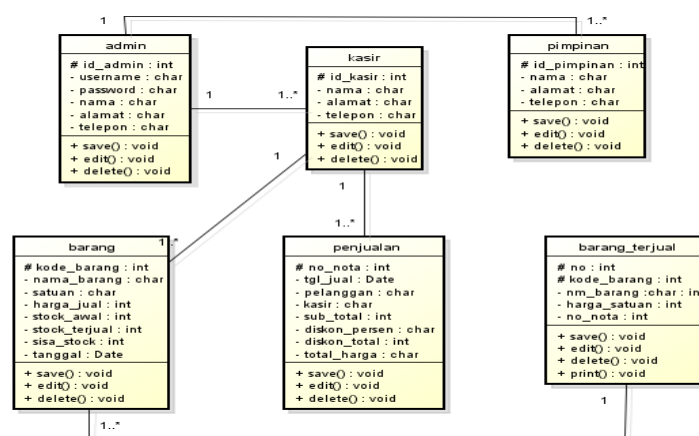 1
1..*
admin
# id_admin : int
- username : char
- password : char
- nama : char
- alamat : char
- telepon : char
+ save() : void
+ edit() : void
+ delete() : void
1
1..*
kasir
# id_kasir : int
- nama : char
- alamat : char
- telepon : char
+ save() : void
+ edit() : void
+ delete() : void
pimpinan
# id_pimpinan : int
- nama : char
- alamat : char
- telepon : char
+ save() : void
+ edit() : void
+ delete() : void
1
1..*
1
1..*
barang
# kode_barang : int
- nama_barang : char
- satuan : char
- harga_jual : int
- stock_awal : int
- stock_terjual : int
- sisa_stock : int
- tanggal : Date
+ save() : void
+ edit() : void
+ delete() : void
1..*
penjualan
# no_nota : int
- tgl_jual : Date
- pelanggan : char
- kasir : char
- sub_total : int
- diskon_persen : char
- diskon_total : int
- total_harga : char
+ save() : void
+ edit() : void
+ delete() : void
barang_terjual
# no : int
# kode_barang : int
- nm_barang :char : in
- harga_satuan : int
- no_nota : int
+ save() : void
+ edit() : void
+ delete() : void
+ print() : void
1